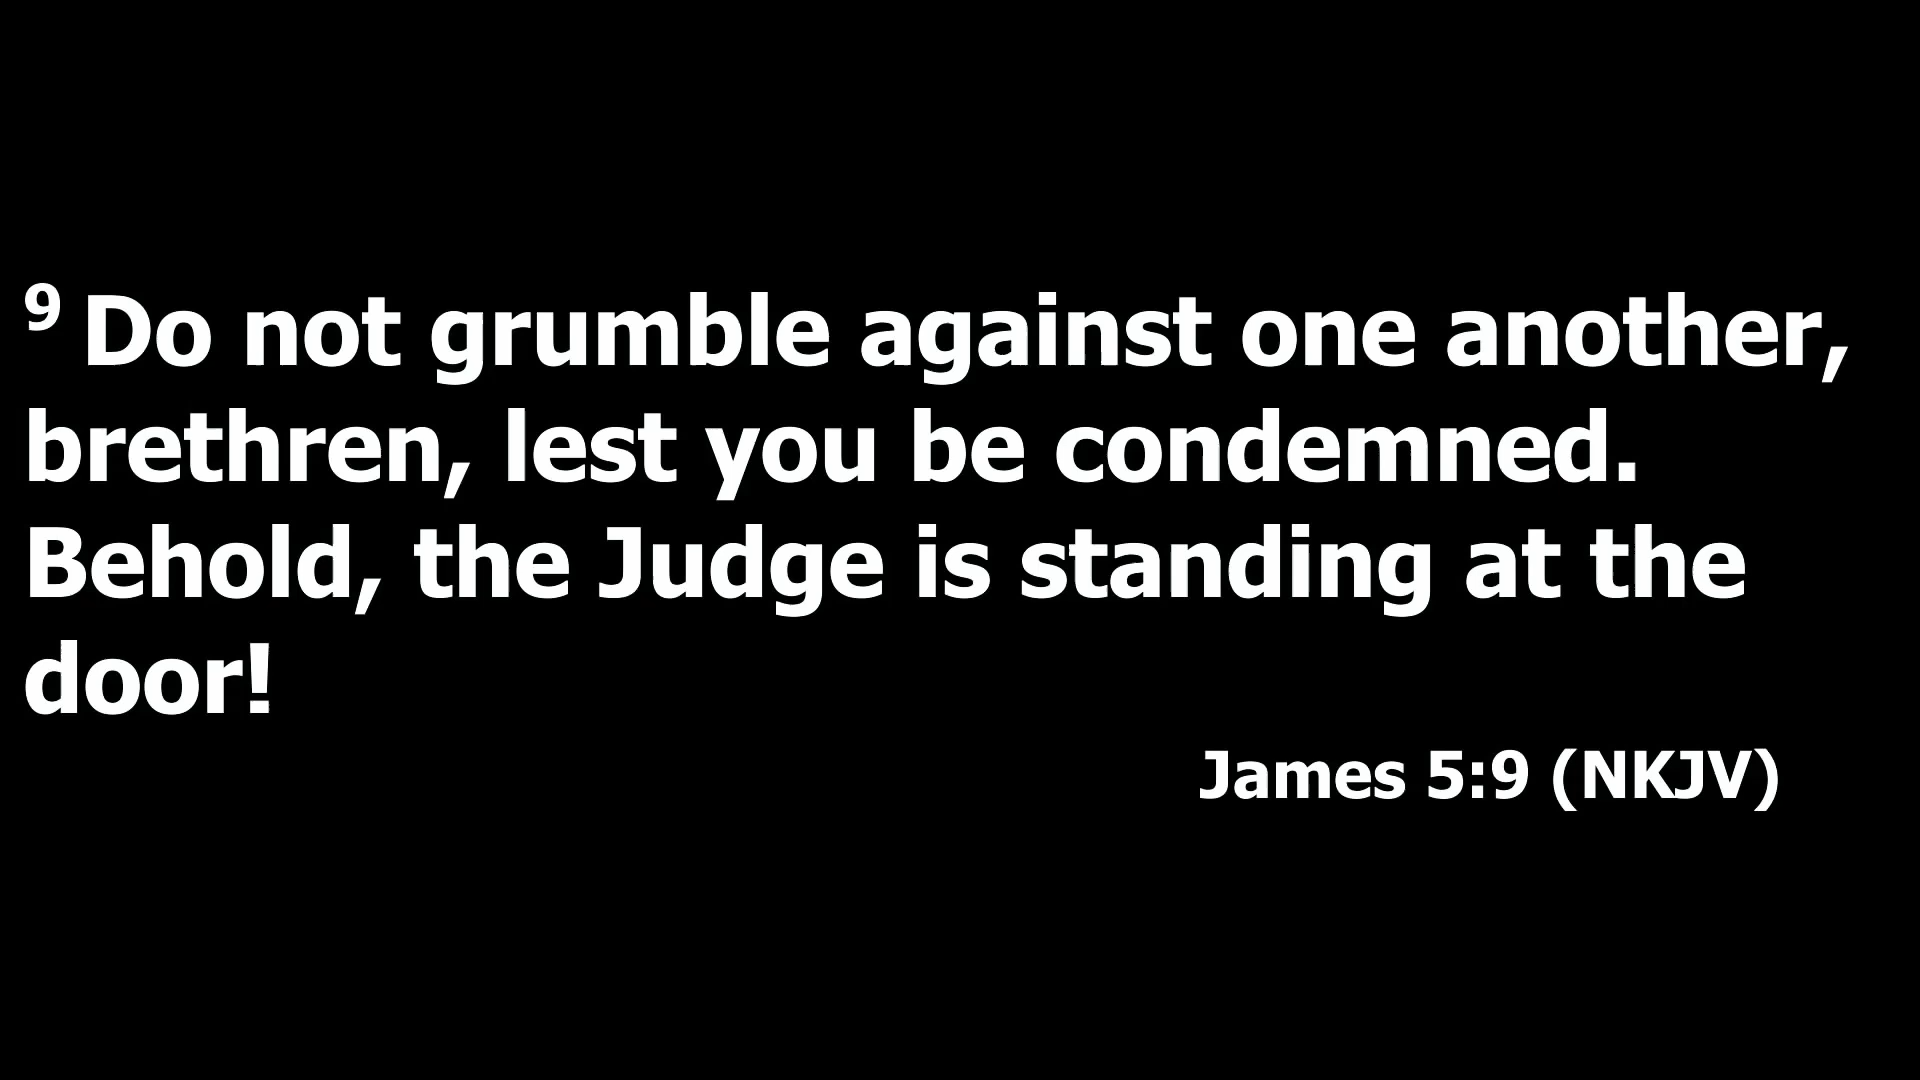 9 Do not grumble against one another,
brethren, lest you be condemned.
Behold, the Judge is standing at the
door!
James 5:9 (NKJV)